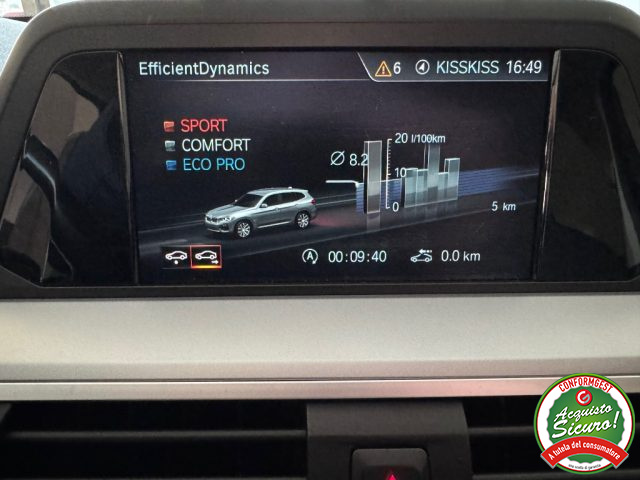 EfficientDynamics
6 KISSKISS 16:49
SPORT
COMFORT
ECO PRO
20 l/100km
Ø 8.2
10
0
5 km
A 00:09:40 0.0 km
CONFORMGEST
Acquisto
Sicuro!
A tutela del consumatore